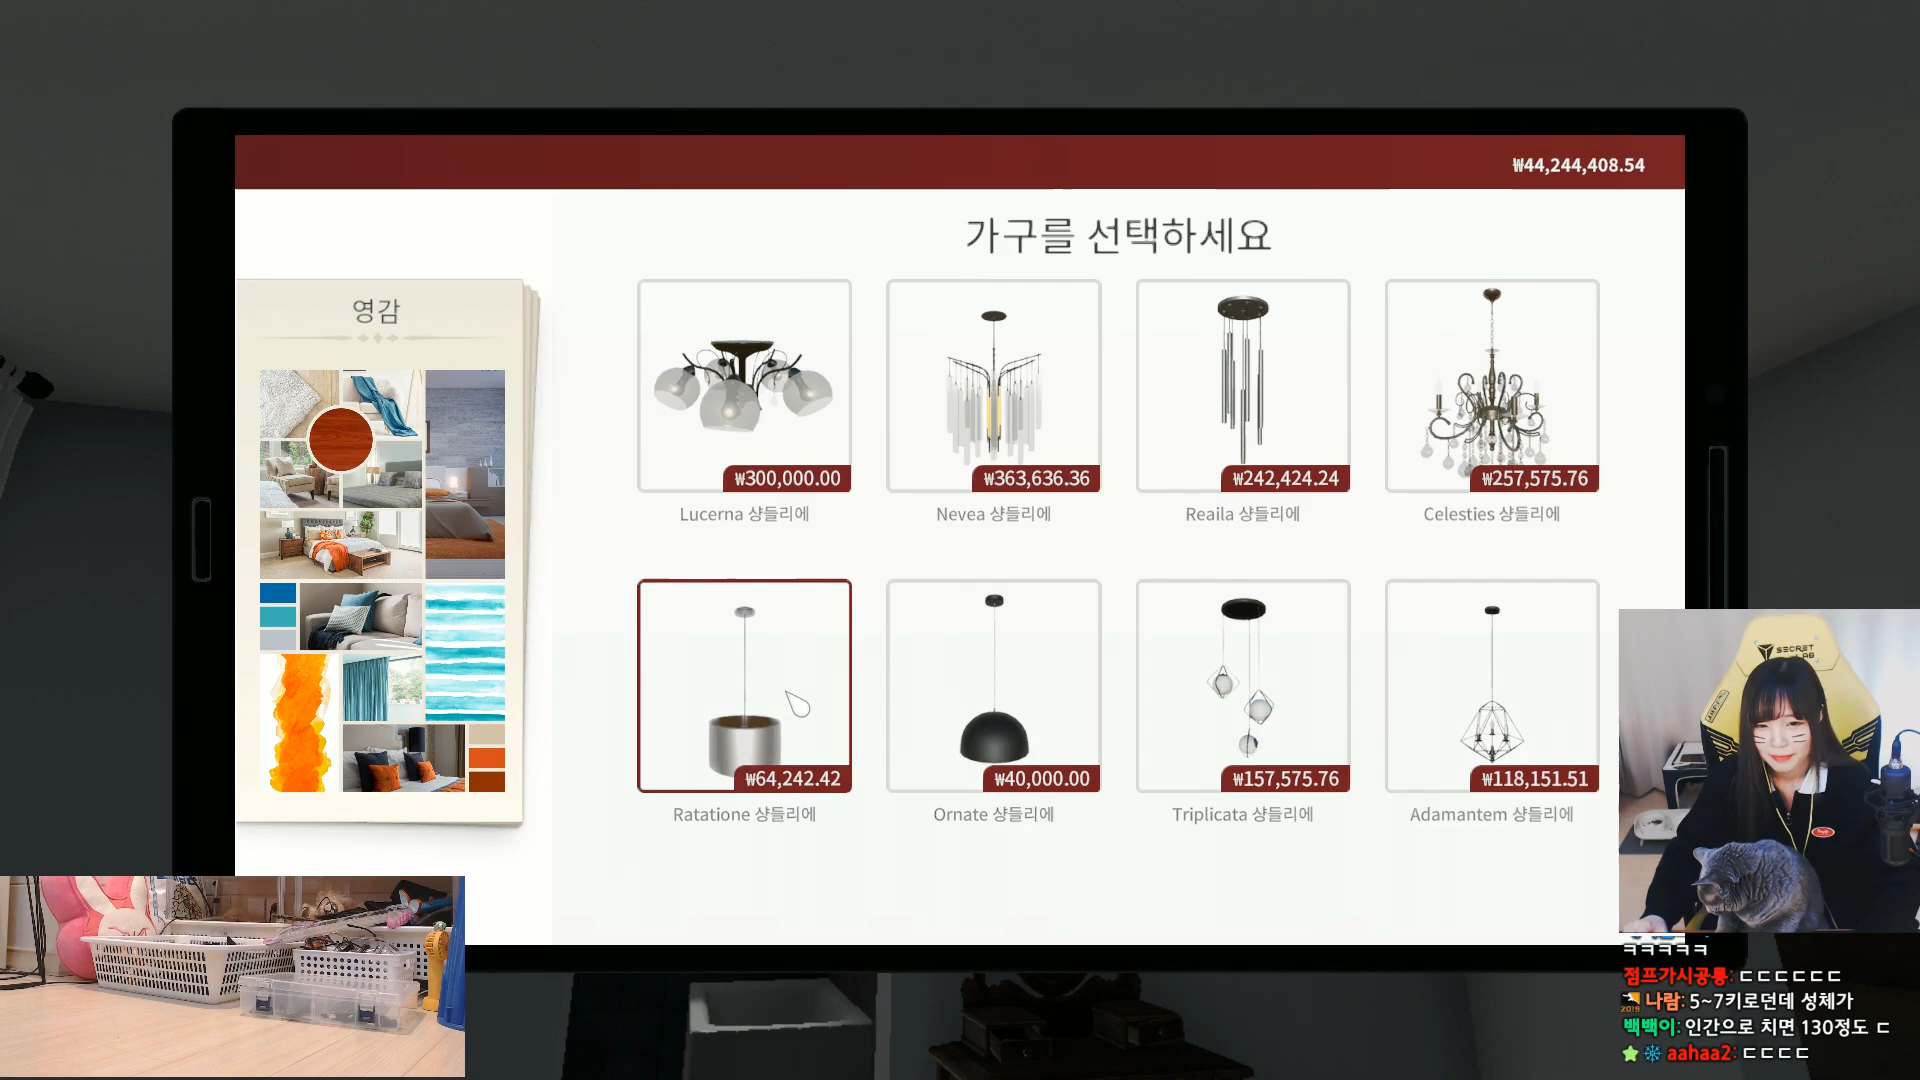 ₩44,244,408.54
가구를 선택하세요
영감
₩300,000.00
₩363,636.36
₩242,424.24
₩257,575.76
Lucerna 샹들리에
Nevea 샹들리에
Reaila 샹들리에
Celesties 샹들리에
₩64,242.42
₩40,000.00
₩157,575.76
₩118,151.51
Ratatione 샹들리에
Ornate 샹들리에
Triplicata 샹들리에
Adamantem 샹들리에
SECRET LAB
ㅋㅋㅋㅋㅋ
점프가시공룡: ㄷㄷㄷㄷㄷㄷ
나람: 5~7키로던데 성체가
백백이: 인간으로 치면 130정도 ㄷ
aahaa2: ㄷㄷㄷㄷ